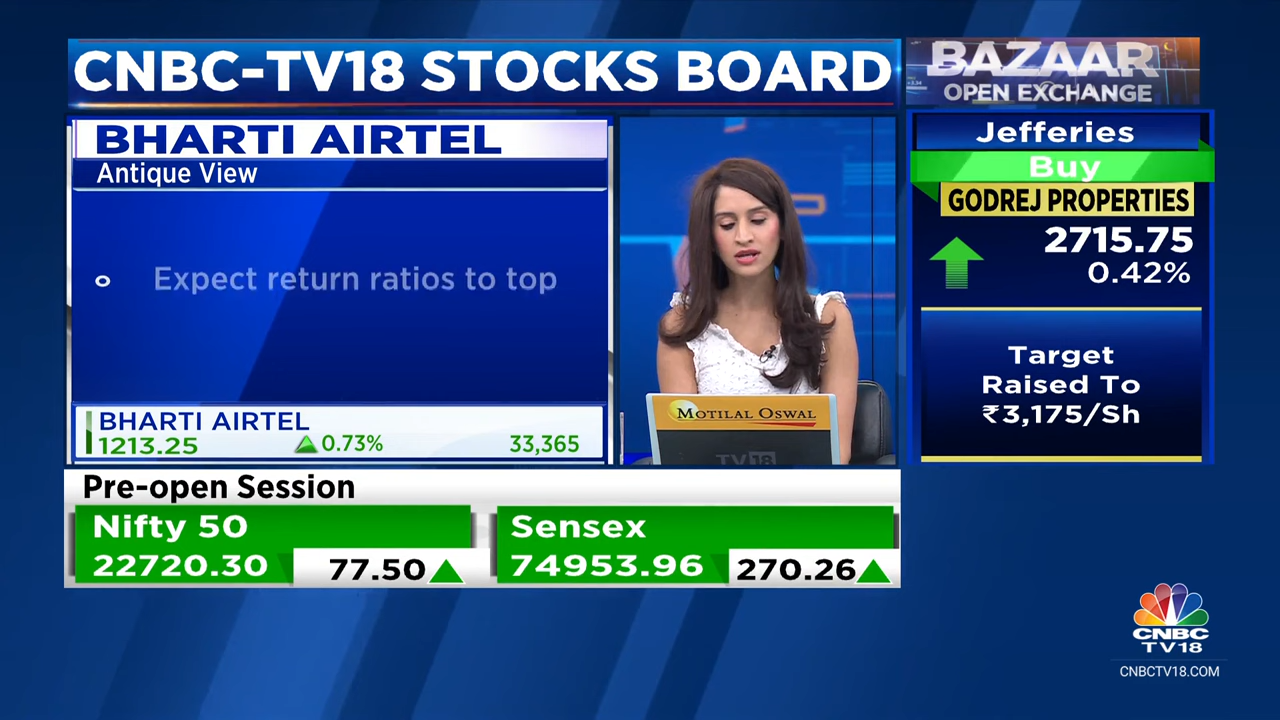 CNBC-TV18 STOCKS BOARD
BAZAAR
OPEN EXCHANGE
BHARTI AIRTEL
Antique View
Expect return ratios to top
BHARTI AIRTEL
1213.25 0.73% 33,365
MOTILAL OSWAL
TV18
Jefferies
Buy
GODREJ PROPERTIES
2715.75
0.42%
Target
Raised To
₹3,175/Sh
Pre-open Session
Nifty 50
22720.30 77.50
Sensex
74953.96 270.26
CNBC
TV18
CNBCTV18.COM